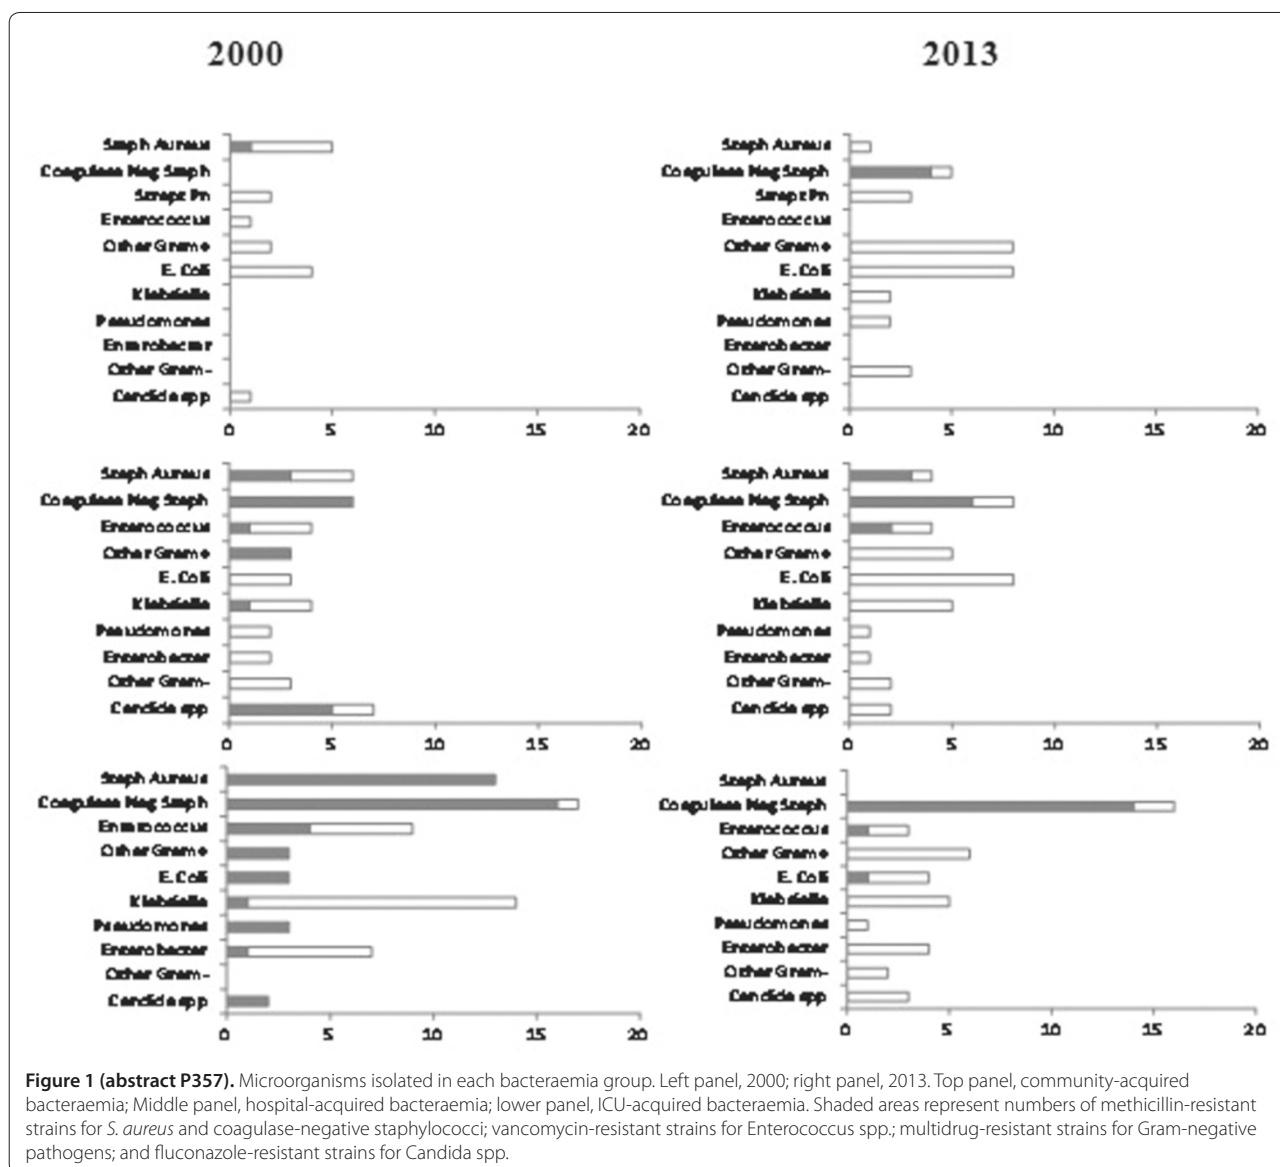 2000
2013
Staph Aureus
Coagulase Neg Staph
Strept Pn
Enterococcus
Other Gram+
E. Coli
Klebsiella
Pseudomonas
Enterobacter
Other Gram-
Candida spp
0 5 10 15 20
Staph Aureus
Coagulase Neg Staph
Strept Pn
Enterococcus
Other Gram+
E. Coli
Klebsiella
Pseudomonas
Enterobacter
Other Gram-
Candida spp
0 5 10 15 20
Staph Aureus
Coagulase Neg Staph
Enterococcus
Other Gram+
E. Coli
Klebsiella
Pseudomonas
Enterobacter
Other Gram-
Candida spp
0 5 10 15 20
Staph Aureus
Coagulase Neg Staph
Enterococcus
Other Gram+
E. Coli
Klebsiella
Pseudomonas
Enterobacter
Other Gram-
Candida spp
0 5 10 15 20
Staph Aureus
Coagulase Neg Staph
Enterococcus
Other Gram+
E. Coli
Klebsiella
Pseudomonas
Enterobacter
Other Gram-
Candida spp
0 5 10 15 20
Staph Aureus
Coagulase Neg Staph
Enterococcus
Other Gram+
E. Coli
Klebsiella
Pseudomonas
Enterobacter
Other Gram-
Candida spp
0 5 10 15 20
Figure 1 (abstract P357). Microorganisms isolated in each bacteraemia group. Left panel, 2000; right panel, 2013. Top panel, community-acquired
bacteraemia; Middle panel, hospital-acquired bacteraemia; lower panel, ICU-acquired bacteraemia. Shaded areas represent numbers of methicillin-resistant
strains for S. aureus and coagulase-negative staphylococci; vancomycin-resistant strains for Enterococcus spp.; multidrug-resistant strains for Gram-negative
pathogens; and fluconazole-resistant strains for Candida spp.